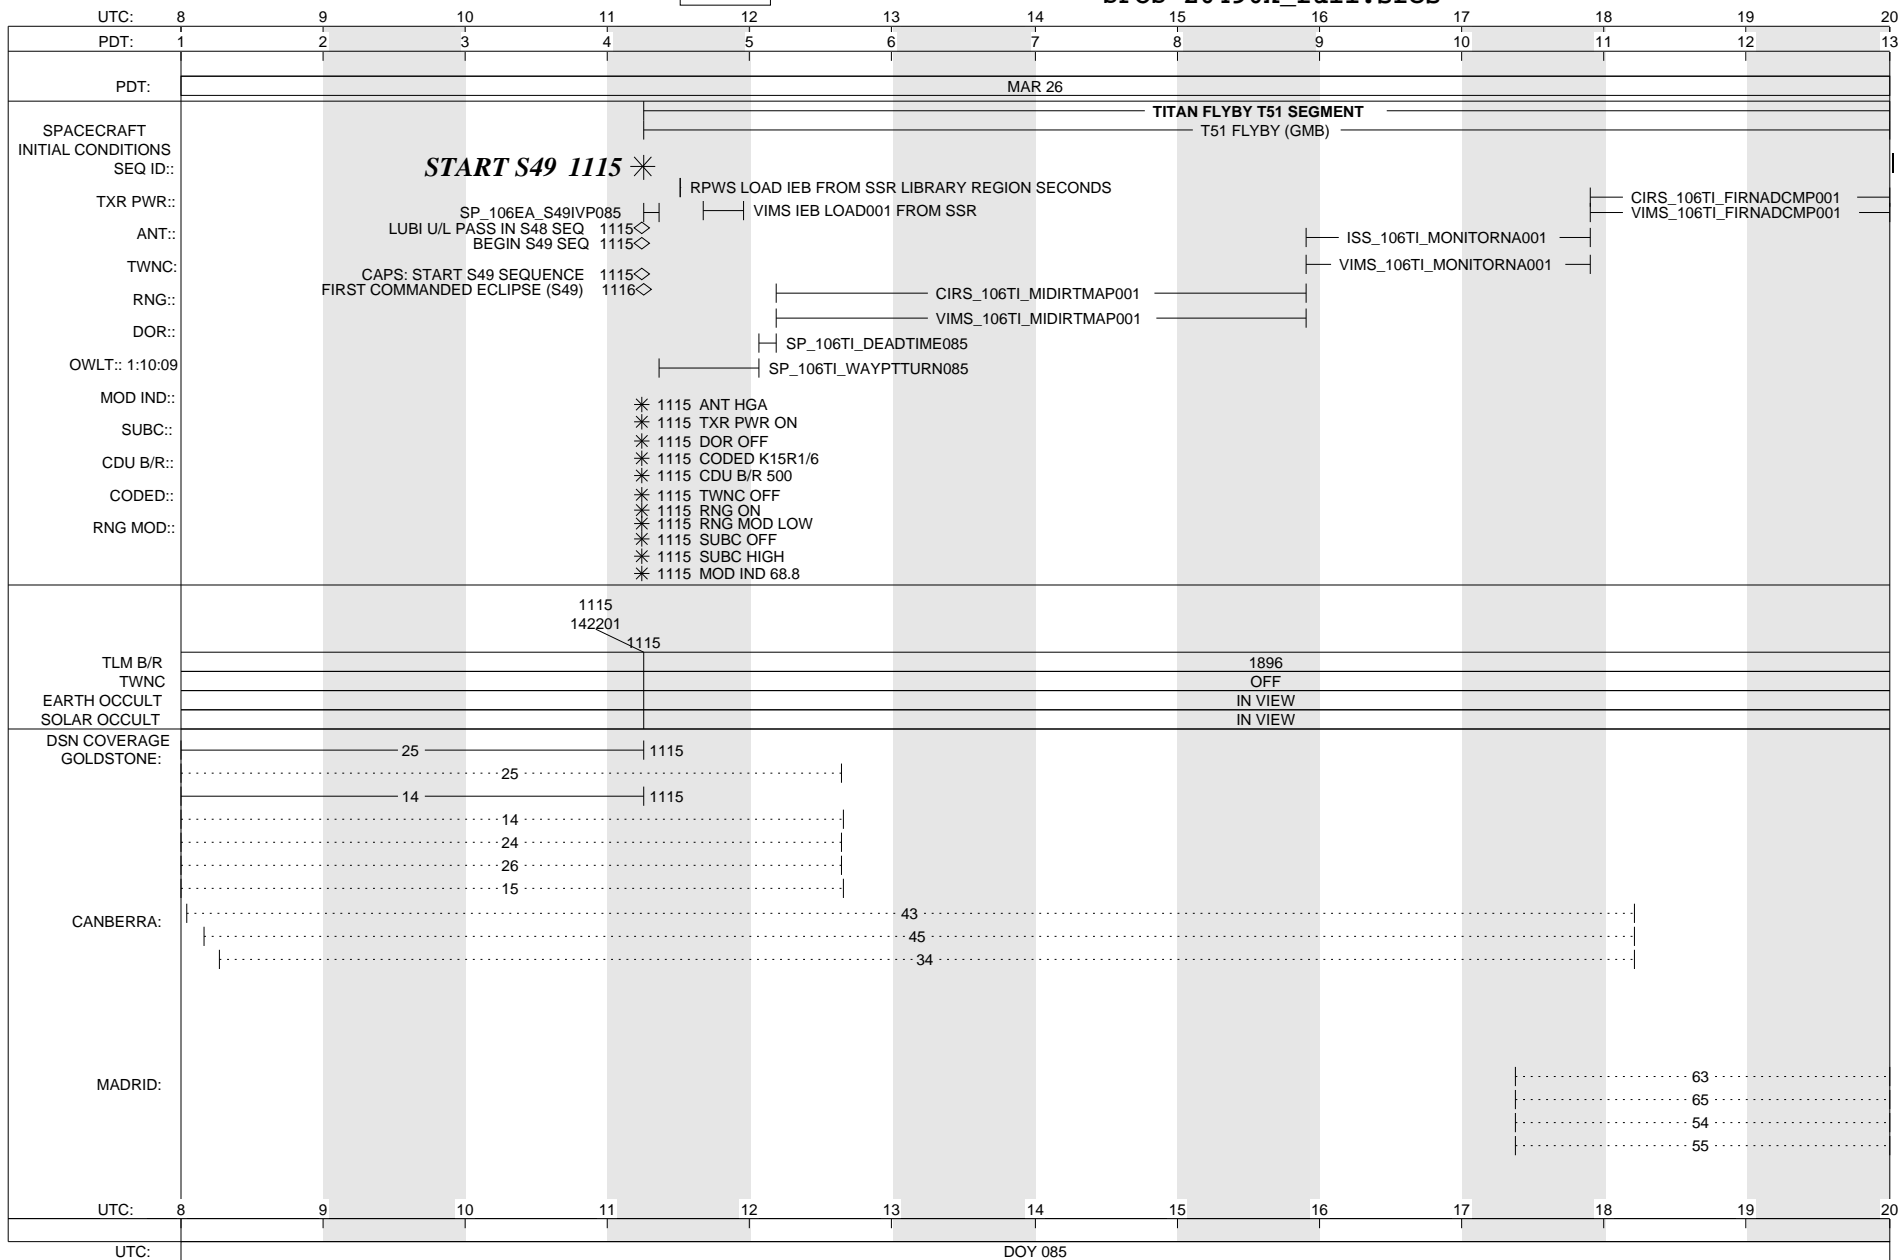 UTC: 8 9 10 11 12 13 14 15 16 17 18 19 20
PDT: 1 2 3 4 5 6 7 8 9 10 11 12 13
PDT: MAR 26
TITAN FLYBY T51 SEGMENT
T51 FLYBY (GMB)
SPACECRAFT
INITIAL CONDITIONS
SEQ ID::
START S49 1115
RPWS LOAD IEB FROM SSR LIBRARY REGION SECONDS
TXR PWR::
CIRS_106TI_FIRNADCMP001
SP_106EA_S49IVP085
VIMS IEB LOAD001 FROM SSR
VIMS_106TI_FIRNADCMP001
LUBI U/L PASS IN S48 SEQ 1115
ANT::
BEGIN S49 SEQ 1115
ISS_106TI_MONITORNA001
TWNC:
VIMS_106TI_MONITORNA001
CAPS: START S49 SEQUENCE 1115
FIRST COMMANDED ECLIPSE (S49) 1116
RNG::
CIRS_106TI_MIDIRTMAP001
VIMS_106TI_MIDIRTMAP001
DOR::
SP_106TI_DEADTIME085
OWLT:: 1:10:09
SP_106TI_WAYPTTURN085
MOD IND::
1115 ANT HGA
1115 TXR PWR ON
SUBC::
1115 DOR OFF
1115 CODED K15R1/6
CDU B/R::
1115 CDU B/R 500
CODED::
1115 TWNC OFF
1115 RNG ON
RNG MOD::
1115 RNG MOD LOW
1115 SUBC OFF
1115 SUBC HIGH
1115 MOD IND 68.8
1115
142201
1115
TLM B/R 1896
TWNC OFF
EARTH OCCULT IN VIEW
SOLAR OCCULT IN VIEW
DSN COVERAGE
GOLDSTONE:
25 1115
25
14 1115
14
24
26
15
CANBERRA:
43
45
34
MADRID:
63
65
54
55
UTC: 8 9 10 11 12 13 14 15 16 17 18 19 20
UTC: DOY 085